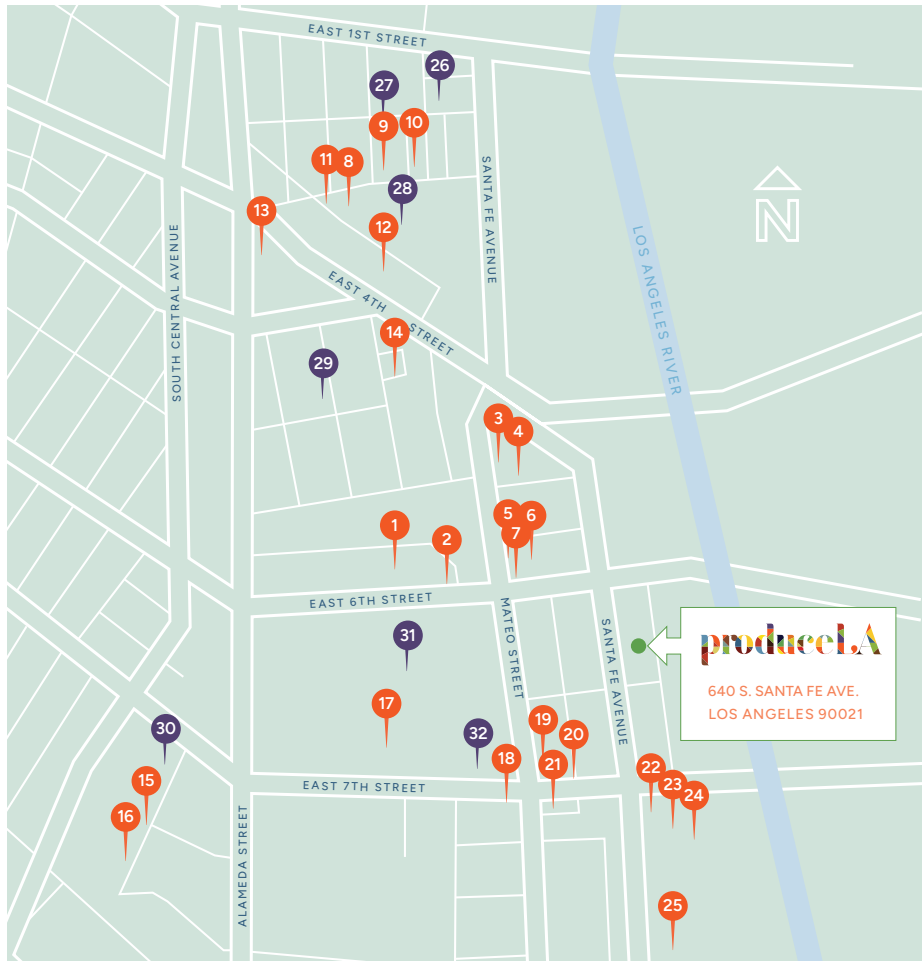 EAST 1ST STREET
26
27
10
9
11
8
SANTA FE AVENUE
28
13
12
N
SOUTH CENTRAL AVENUE
LOS ANGELES RIVER
EAST 4TH STREET
14
29
3
4
5
6
7
1
2
EAST 6TH STREET
MATEO STREET
SANTA FE AVENUE
31
produceLA
640 S. SANTA FE AVE.
LOS ANGELES 90021
17
30
19
32
20
18
21
22
15
23
24
EAST 7TH STREET
16
ALAMEDA STREET
25